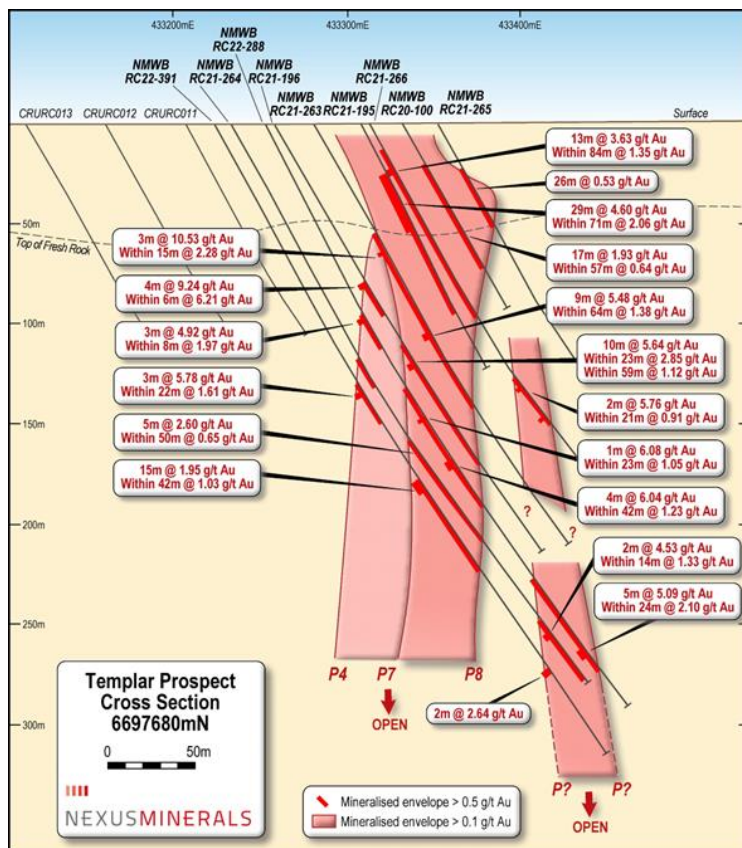 433200mE
433300mE
433400mE
NMWB
RC22-288
NMWB
RC22-391
NMWB
RC21-264
NMWB
RC21-196
NMWB
RC21-263
NMWB
RC21-195
NMWB
RC21-266
NMWB
RC20-100
NMWB
RC21-265
CRURC013
CRURC012
CRURC011
Surface
13m @ 3.63 g/t Au
Within 84m @ 1.35 g/t Au
26m @ 0.53 g/t Au
29m @ 4.60 g/t Au
Within 71m @ 2.06 g/t Au
17m @ 1.93 g/t Au
Within 57m @ 0.64 g/t Au
9m @ 5.48 g/t Au
Within 64m @ 1.38 g/t Au
10m @ 5.64 g/t Au
Within 23m @ 2.85 g/t Au
Within 59m @ 1.12 g/t Au
2m @ 5.76 g/t Au
Within 21m @ 0.91 g/t Au
1m @ 6.08 g/t Au
Within 23m @ 1.05 g/t Au
4m @ 6.04 g/t Au
Within 42m @ 1.23 g/t Au
2m @ 4.53 g/t Au
Within 14m @ 1.33 g/t Au
5m @ 5.09 g/t Au
Within 24m @ 2.10 g/t Au
50m
Top of Fresh Rock
100m
150m
200m
250m
300m
3m @ 10.53 g/t Au
Within 15m @ 2.28 g/t Au
4m @ 9.24 g/t Au
Within 6m @ 6.21 g/t Au
3m @ 4.92 g/t Au
Within 8m @ 1.97 g/t Au
3m @ 5.78 g/t Au
Within 22m @ 1.61 g/t Au
5m @ 2.60 g/t Au
Within 50m @ 0.65 g/t Au
15m @ 1.95 g/t Au
Within 42m @ 1.03 g/t Au
? ?
P4 P7 P8
OPEN
2m @ 2.64 g/t Au
P? P?
OPEN
Templar Prospect
Cross Section
6697680mN
0 50m
NEXUSMINERALS
Mineralised envelope > 0.5 g/t Au
Mineralised envelope > 0.1 g/t Au